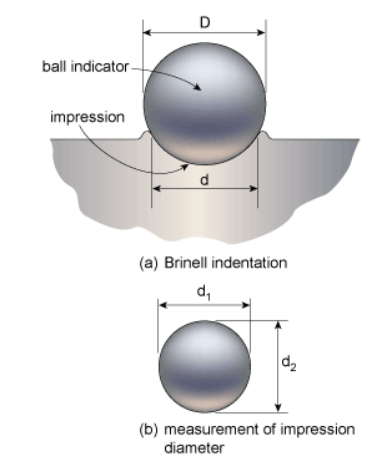 D
ball indicator
impression
d
(a) Brinell indentation
d₁
d₂
(b) measurement of impression
diameter